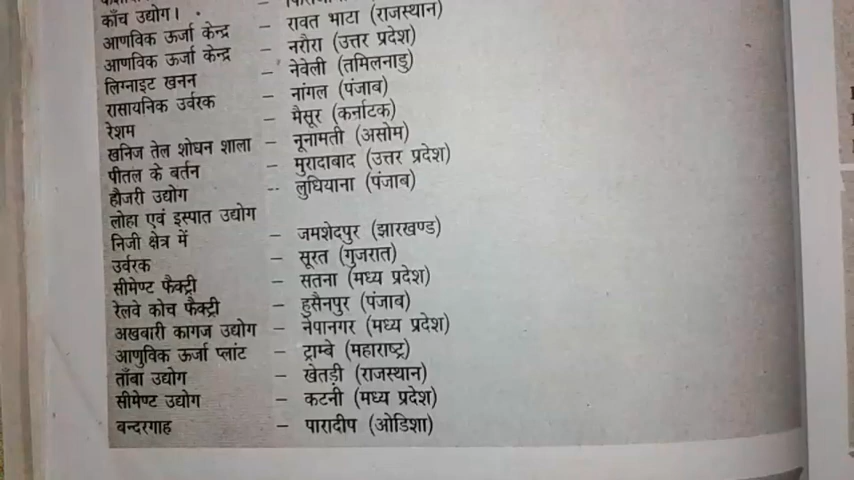 काँच उद्योग।
आणविक ऊर्जा केन्द्र – रावत भाटा (राजस्थान)
आणविक ऊर्जा केन्द्र – नरौरा (उत्तर प्रदेश)
लिग्नाइट खनन – नेवेली (तमिलनाडु)
रासायनिक उर्वरक – नांगल (पंजाब)
रेशम – मैसूर (कर्नाटक)
खनिज तेल शोधन शाला – नूनामती (असोम)
पीतल के बर्तन – मुरादाबाद (उत्तर प्रदेश)
हौजरी उद्योग -- लुधियाना (पंजाब)
लोहा एवं इस्पात उद्योग
निजी क्षेत्र में – जमशेदपुर (झारखण्ड)
उर्वरक – सूरत (गुजरात)
सीमेण्ट फैक्ट्री – सतना (मध्य प्रदेश)
रेलवे कोच फैक्ट्री – हुसैनपुर (पंजाब)
अखबारी कागज उद्योग – नेपानगर (मध्य प्रदेश)
आणुविक ऊर्जा प्लांट – ट्राम्बे (महाराष्ट्र)
ताँबा उद्योग – खेतड़ी (राजस्थान)
सीमेण्ट उद्योग – कटनी (मध्य प्रदेश)
बन्दरगाह – पारादीप (ओडिशा)